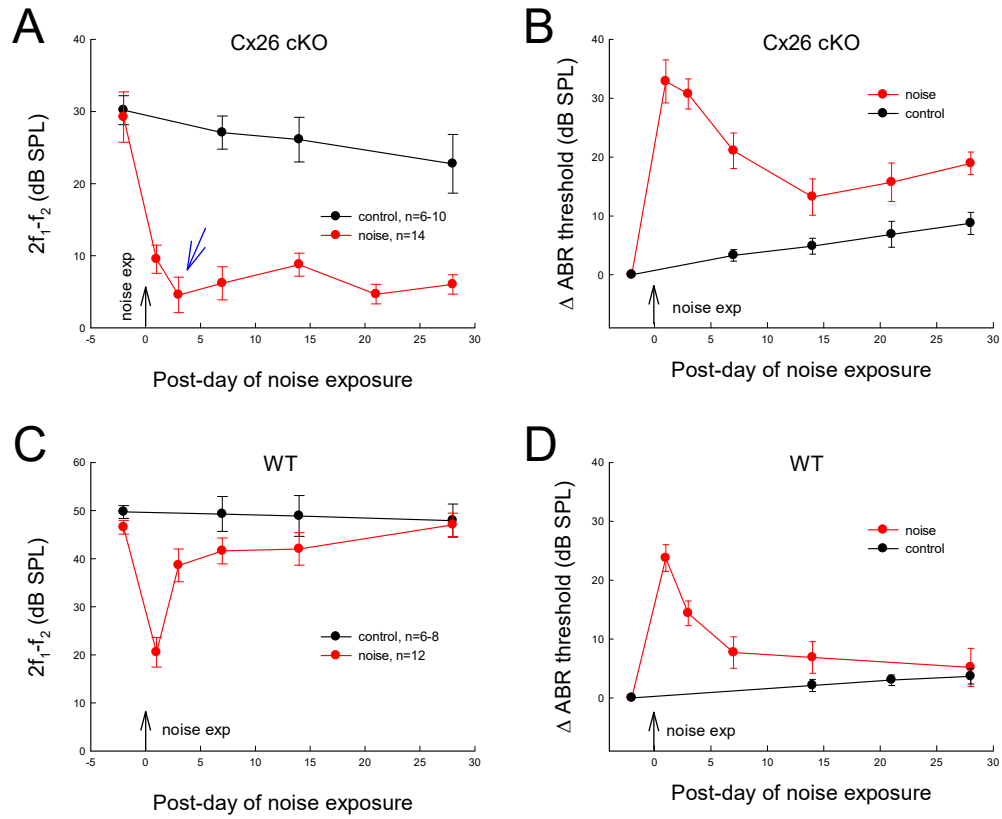 A
Cx26 cKO
2f₁-f₂ (dB SPL)
40
30
20
10
0
control, n=6-10
noise, n=14
noise exp
-5 0 5 10 15 20 25 30
Post-day of noise exposure
B
Cx26 cKO
Δ ABR threshold (dB SPL)
40
30
20
10
0
noise
control
noise exp
0 5 10 15 20 25 30
Post-day of noise exposure
C
WT
2f₁-f₂ (dB SPL)
60
50
40
30
20
10
0
control, n=6-8
noise, n=12
noise exp
-5 0 5 10 15 20 25 30
Post-day of noise exposure
D
WT
Δ ABR threshold (dB SPL)
40
30
20
10
0
noise
control
noise exp
0 5 10 15 20 25 30
Post-day of noise exposure